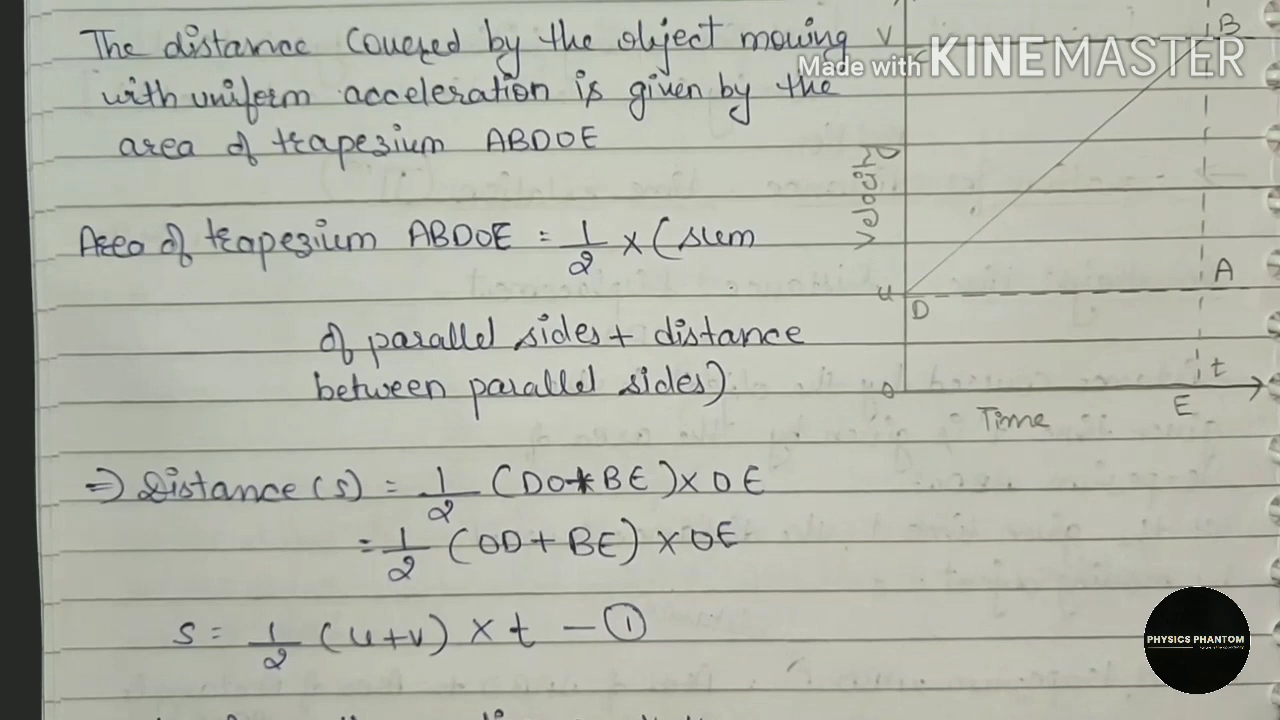 The distance covered by the object moving
with uniform acceleration is given by the
area of trapezium ABDOE
Area of trapezium ABDOE = 1/2 × (sum
of parallel sides + distance
between parallel sides)
⇒ Distance (s) = 1/2 (DO + BE) × OE
= 1/2 (OD + BE) × OE
s = 1/2 (u+v) × t — ①
V
B
Made with KINEMASTER
Velocity
A
u
D
t
O
E
Time
PHYSICS PHANTOM